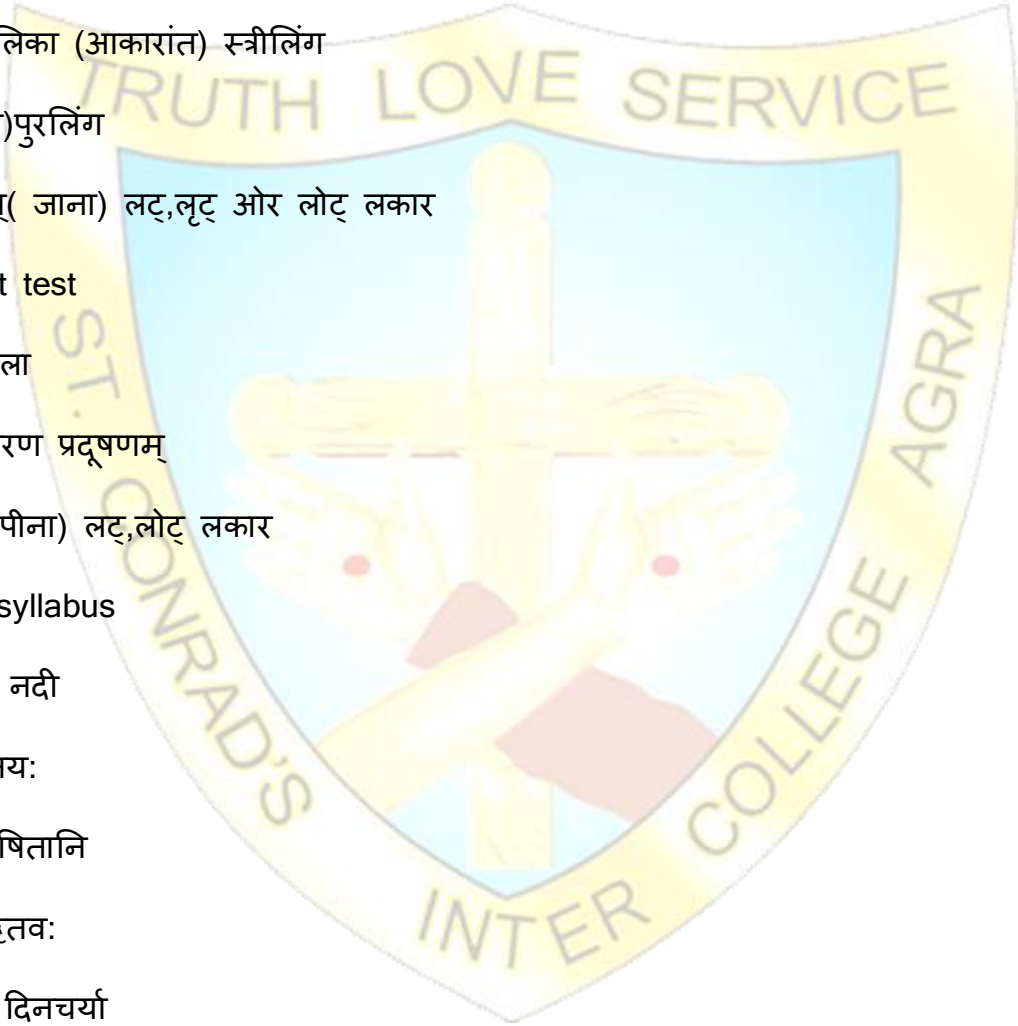 लिका (आकारांत) स्त्रीलिंग
)पुरलिंग
( जाना) लट्,लृट् ओर लोट् लकार
t test
ला
रण प्रदूषणम्
पीना) लट्,लोट् लकार
syllabus
नदी
य:
षितानि
तव:
दिनचर्या
TRUTH LOVE SERVICE
ST. CONRAD'S
INTER COLLEGE AGRA